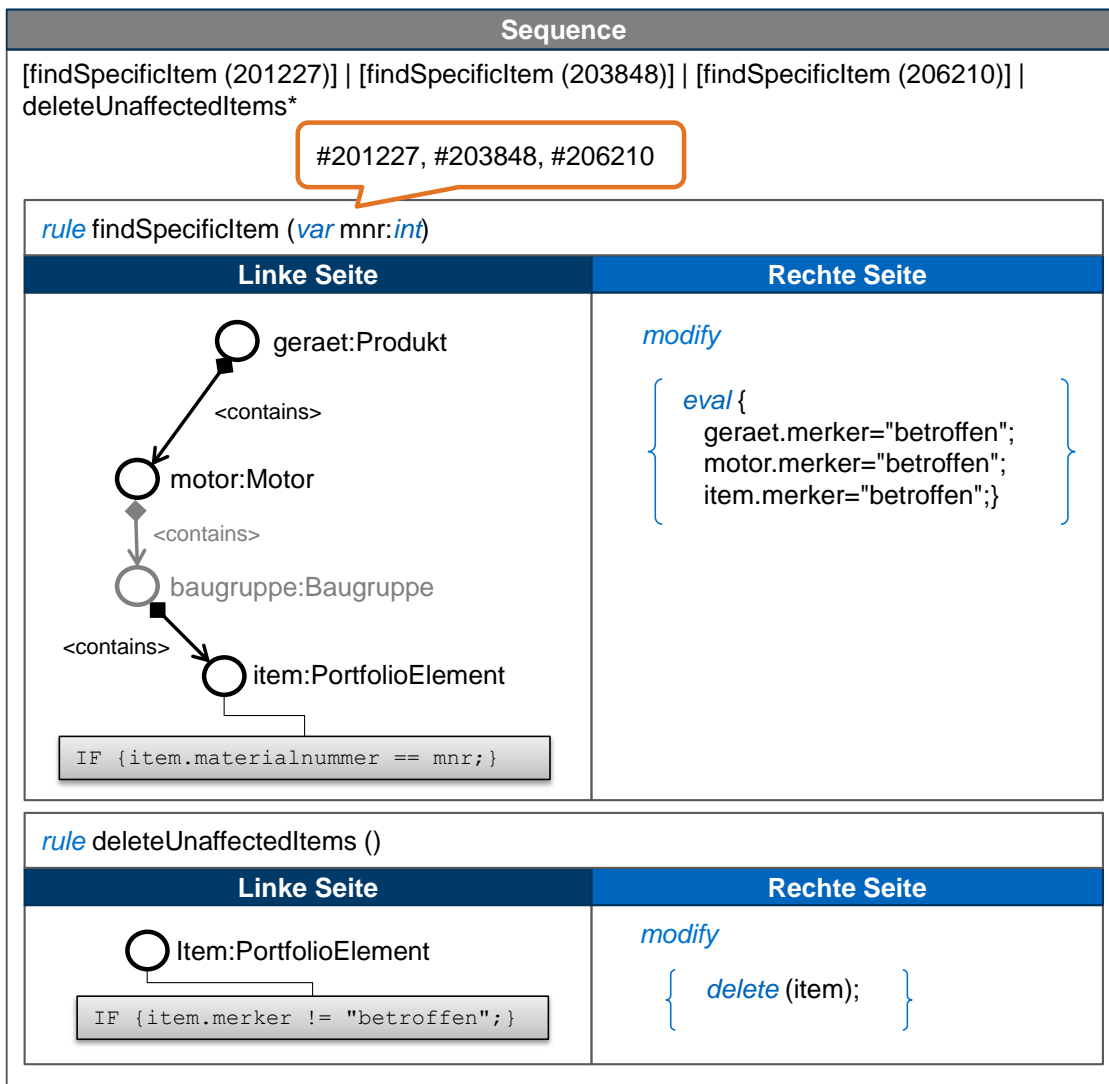 Sequence
[findSpecificItem (201227)] | [findSpecificItem (203848)] | [findSpecificItem (206210)] |
deleteUnaffectedItems*
#201227, #203848, #206210
rule findSpecificItem (var mnr:int)
Linke Seite
Rechte Seite
geraet:Produkt
<contains>
motor:Motor
<contains>
baugruppe:Baugruppe
<contains>
item:PortfolioElement
IF {item.materialnummer == mnr;}
modify
eval {
geraet.merker="betroffen";
motor.merker="betroffen";
item.merker="betroffen";}
rule deleteUnaffectedItems ()
Linke Seite
Rechte Seite
Item:PortfolioElement
IF {item.merker != "betroffen";}
modify
delete (item);